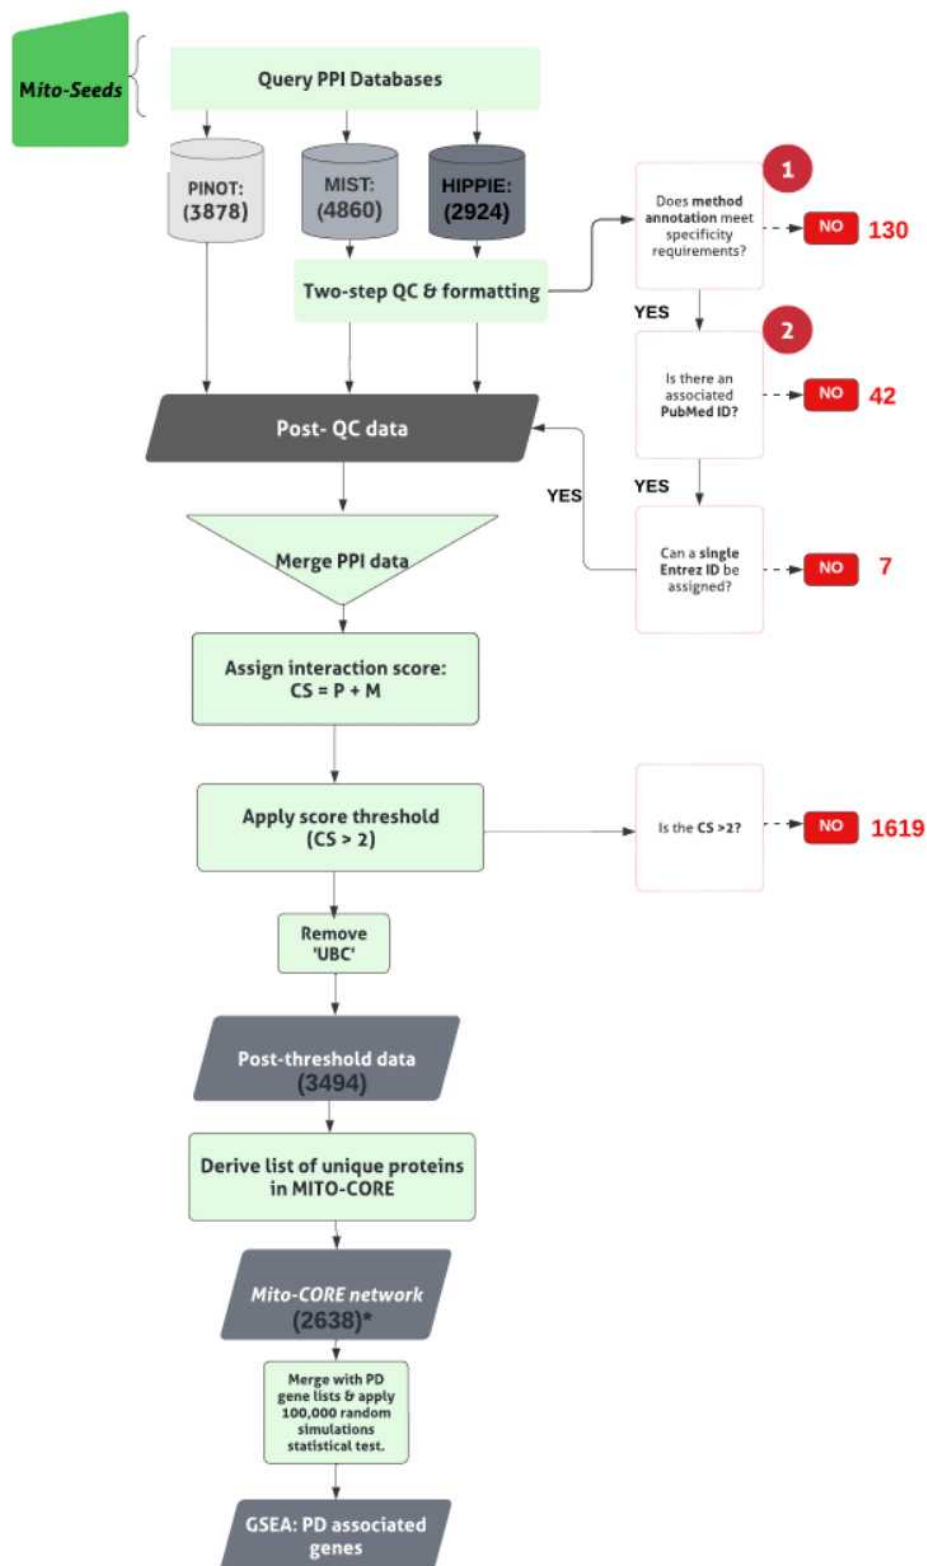 Mito-Seeds
Query PPI Databases
PINOT:
(3878)
MIST:
(4860)
HIPPIE:
(2924)
1
Does method
annotation meet
specificity
requirements?
NO 130
Two-step QC & formatting
YES
2
Is there an
associated
PubMed ID?
NO 42
Post- QC data
YES
YES
Can a single
Entrez ID be
assigned?
NO 7
Merge PPI data
Assign interaction score:
CS = P + M
Apply score threshold
(CS > 2)
Is the CS >2?
NO 1619
Remove
'UBC'
Post-threshold data
(3494)
Derive list of unique proteins
in MITO-CORE
Mito-CORE network
(2638)*
Merge with PD
gene lists & apply
100,000 random
simulations
statistical test.
GSEA: PD associated
genes